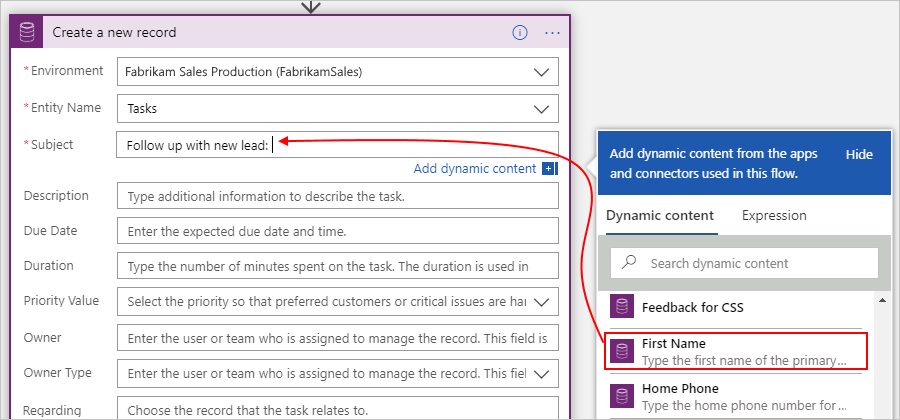 Create a new record
* Environment
Fabrikam Sales Production (FabrikamSales)
* Entity Name
Tasks
* Subject
Follow up with new lead:
Add dynamic content
Description
Type additional information to describe the task.
Due Date
Enter the expected due date and time.
Duration
Type the number of minutes spent on the task. The duration is used in
Priority Value
Select the priority so that preferred customers or critical issues are har
Owner
Enter the user or team who is assigned to manage the record. This field is
Owner Type
Enter the user or team who is assigned to manage the record. This fiel
Regarding
Choose the record that the task relates to.
Add dynamic content from the apps
and connectors used in this flow.
Hide
Dynamic content
Expression
Search dynamic content
Feedback for CSS
First Name
Type the first name of the primary...
Home Phone
Type the home phone number for ...